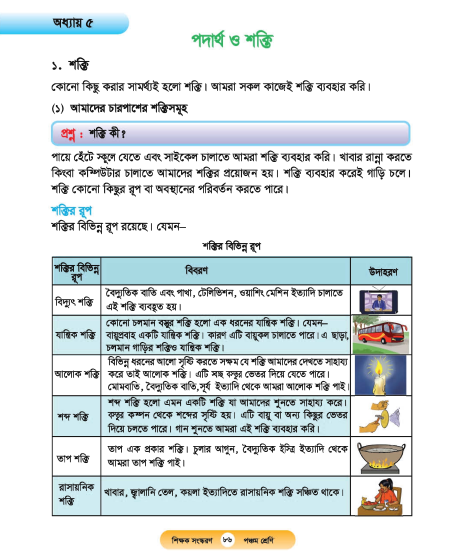 অধ্যায় ৫
পদার্থ ও শক্তি
১. শক্তি
কোনো কিছু করার সামর্থ্যই হলো শক্তি। আমরা সকল কাজেই শক্তি ব্যবহার করি।
(১) আমাদের চারপাশের শক্তিসমূহ
প্রশ্ন : শক্তি কী?
পায়ে হেঁটে স্কুলে যেতে এবং সাইকেল চালাতে আমরা শক্তি ব্যবহার করি। খাবার রান্না করতে
কিংবা কম্পিউটার চালাতে আমাদের শক্তির প্রয়োজন হয়। শক্তি ব্যবহার করেই গাড়ি চলে।
শক্তি কোনো কিছুর রূপ বা অবস্থানের পরিবর্তন করতে পারে।
শক্তির রূপ
শক্তির বিভিন্ন রূপ রয়েছে। যেমন–
শক্তির বিভিন্ন রূপ
শক্তির বিভিন্ন রূপ
বিবরণ
উদাহরণ
বিদ্যুৎ শক্তি
বৈদ্যুতিক বাতি এবং পাখা, টেলিভিশন, ওয়াশিং মেশিন ইত্যাদি চালাতে
এই শক্তি ব্যবহৃত হয়।
যান্ত্রিক শক্তি
কোনো চলমান বস্তুর শক্তি হলো এক ধরনের যান্ত্রিক শক্তি। যেমন–
বায়ুপ্রবাহ একটি যান্ত্রিক শক্তি। কারণ এটি বায়ুকল চালাতে পারে। এ ছাড়া,
চলমান গাড়ির শক্তিও যান্ত্রিক শক্তি।
আলোক শক্তি
বিভিন্ন ধরনের আলো সৃষ্টি করতে সক্ষম যে শক্তি আমাদের দেখতে সাহায্য
করে তাই আলোক শক্তি। এটি স্বচ্ছ বস্তুর ভেতর দিয়ে যেতে পারে।
মোমবাতি, বৈদ্যুতিক বাতি,সূর্য ইত্যাদি থেকে আমরা আলোক শক্তি পাই।
শব্দ শক্তি
শব্দ শক্তি হলো এমন একটি শক্তি যা আমাদের শুনতে সাহায্য করে।
বস্তুর কম্পন থেকে শব্দের সৃষ্টি হয়। এটি বায়ু বা অন্য কিছুর ভেতর
দিয়ে চলতে পারে। গান শুনতে আমরা এই শক্তি ব্যবহার করি।
তাপ শক্তি
তাপ এক প্রকার শক্তি। চুলার আগুন, বৈদ্যুতিক ইস্ত্রি ইত্যাদি থেকে
আমরা তাপ শক্তি পাই।
রাসায়নিক
শক্তি
খাবার, জ্বালানি তেল, কয়লা ইত্যাদিতে রাসায়নিক শক্তি সঞ্চিত থাকে।
শিক্ষক সংস্করণ ৮৬ পঞ্চম শ্রেণি